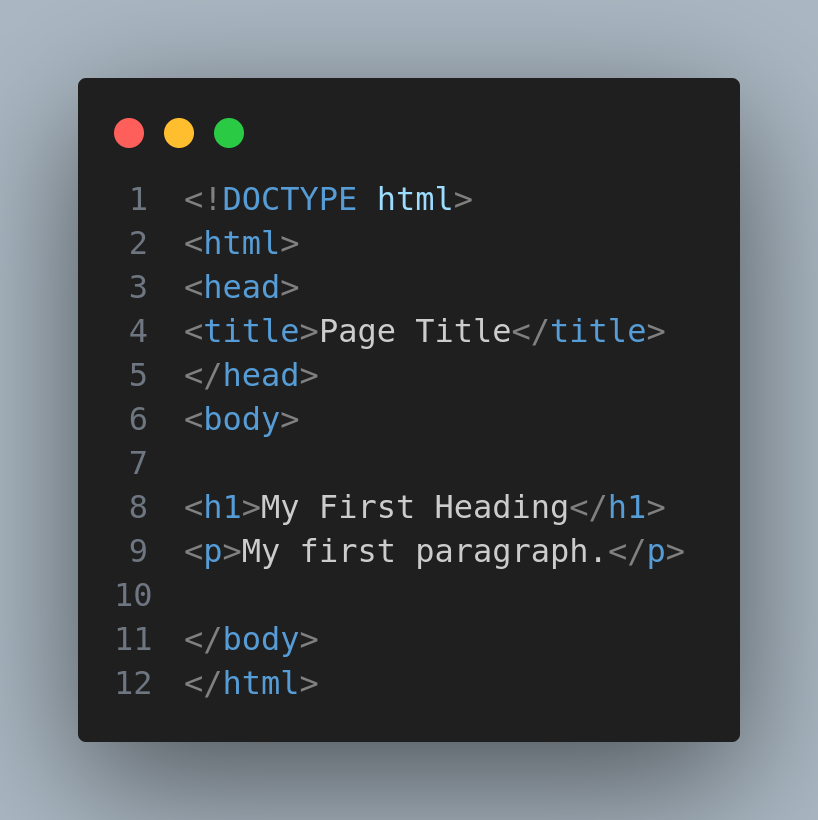 1 <!DOCTYPE html>
2 <html>
3 <head>
4 <title>Page Title</title>
5 </head>
6 <body>
7
8 <h1>My First Heading</h1>
9 <p>My first paragraph.</p>
10
11 </body>
12 </html>